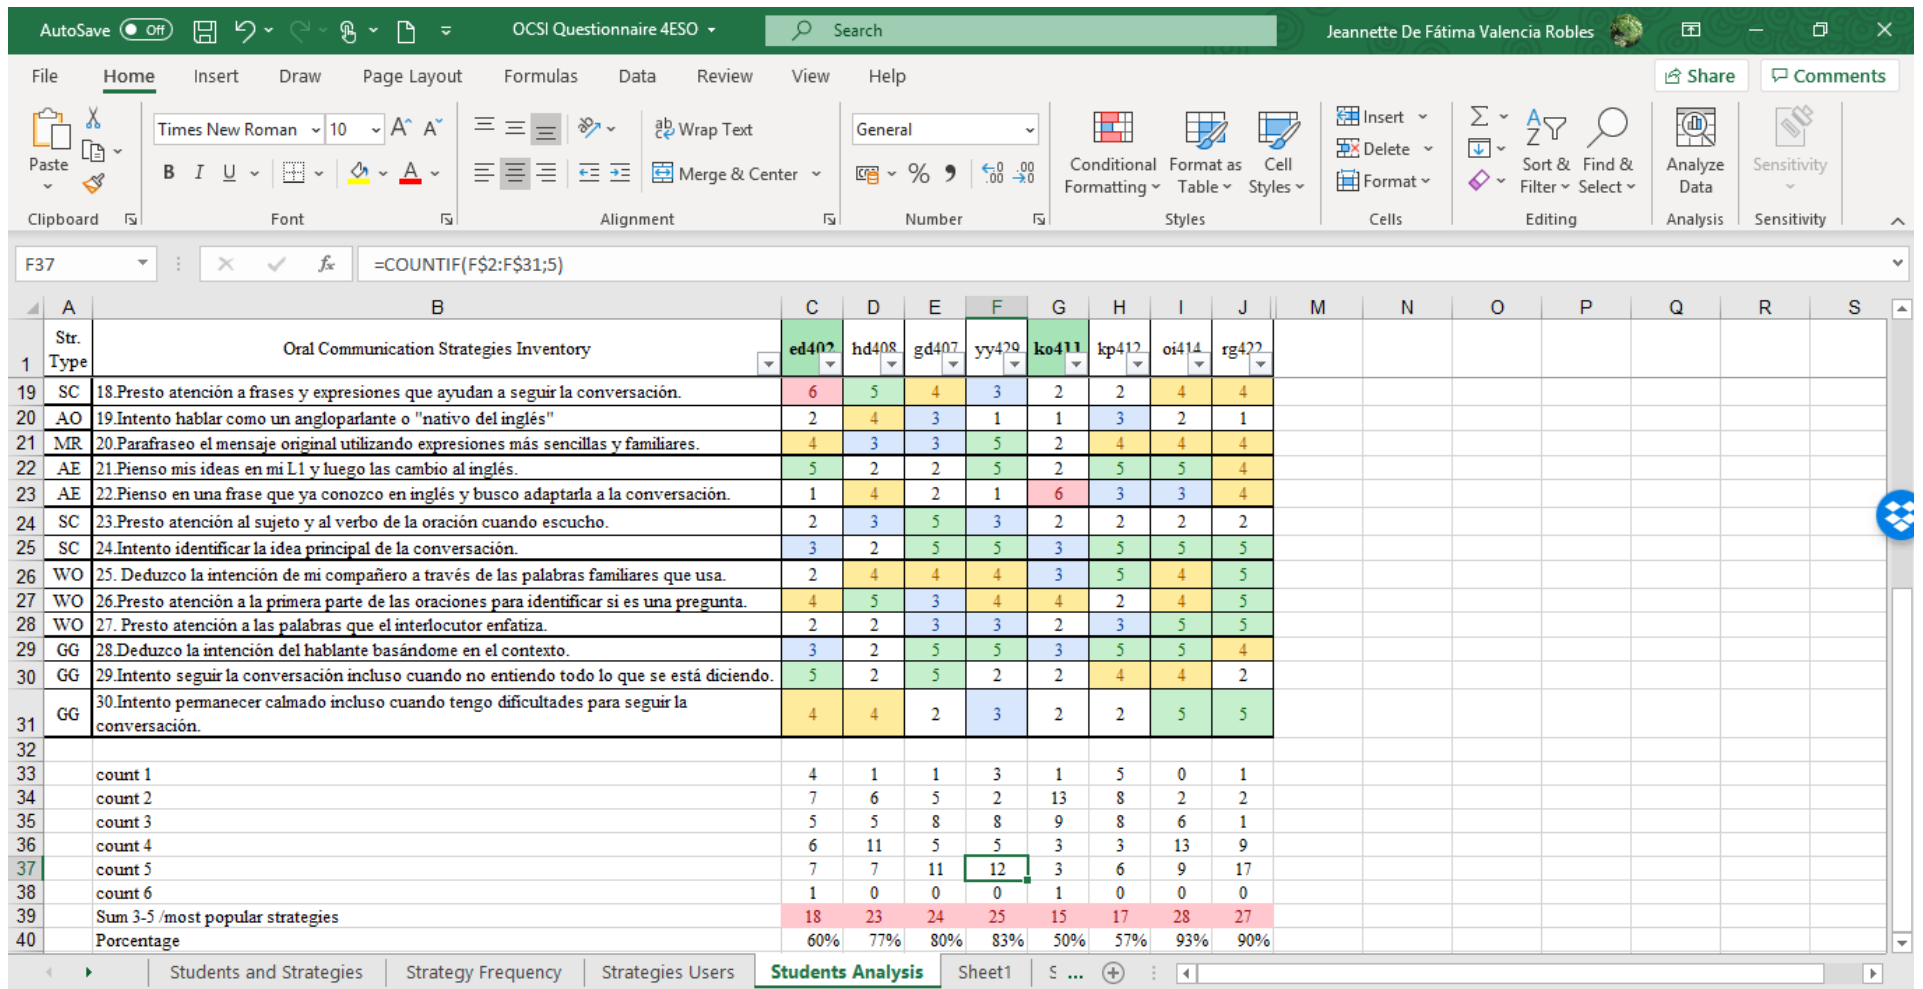 AutoSave Off OCSI Questionnaire 4ESO Search Jeannette De Fátima Valencia Robles
File Home Insert Draw Page Layout Formulas Data Review View Help Share Comments
Paste
Clipboard
Times New Roman 10 A A
B I U A
Font
ab Wrap Text
Merge & Center
Alignment
General
% .00
Number
Conditional Formatting
Format as Table
Cell Styles
Styles
Insert
Delete
Format
Cells
Sort & Filter
Find & Select
Editing
Analyze Data
Analysis
Sensitivity
Sensitivity
F37 fx =COUNTIF(F$2:F$31;5)
A B C D E F G H I J M N O P Q R S
1 Str. Type Oral Communication Strategies Inventory ed402 hd408 gd407 yy429 ko411 kp412 oi414 rg422
19 SC 18.Presto atención a frases y expresiones que ayudan a seguir la conversación. 6 5 4 3 2 2 4 4
20 AO 19.Intento hablar como un angloparlante o "nativo del inglés" 2 4 3 1 1 3 2 1
21 MR 20.Parafraseo el mensaje original utilizando expresiones más sencillas y familiares. 4 3 3 5 2 4 4 4
22 AE 21.Pienso mis ideas en mi L1 y luego las cambio al inglés. 5 2 2 5 2 5 5 4
23 AE 22.Pienso en una frase que ya conozco en inglés y busco adaptarla a la conversación. 1 4 2 1 6 3 3 4
24 SC 23.Presto atención al sujeto y al verbo de la oración cuando escucho. 2 3 5 3 2 2 2 2
25 SC 24.Intento identificar la idea principal de la conversación. 3 2 5 5 3 5 5 5
26 WO 25. Deduzco la intención de mi compañero a través de las palabras familiares que usa. 2 4 4 4 3 5 4 5
27 WO 26.Presto atención a la primera parte de las oraciones para identificar si es una pregunta. 4 5 3 4 4 2 4 5
28 WO 27. Presto atención a las palabras que el interlocutor enfatiza. 2 2 3 3 2 3 5 5
29 GG 28.Deduzco la intención del hablante basándome en el contexto. 3 2 5 5 3 5 5 4
30 GG 29.Intento seguir la conversación incluso cuando no entiendo todo lo que se está diciendo. 5 2 5 2 2 4 4 2
31 GG 30.Intento permanecer calmado incluso cuando tengo dificultades para seguir la
conversación. 4 4 2 3 2 2 5 5
32
33 count 1 4 1 1 3 1 5 0 1
34 count 2 7 6 5 2 13 8 2 2
35 count 3 5 5 8 8 9 8 6 1
36 count 4 6 11 5 5 3 3 13 9
37 count 5 7 7 11 12 3 6 9 17
38 count 6 1 0 0 0 1 0 0 0
39 Sum 3-5 /most popular strategies 18 23 24 25 15 17 28 27
40 Porcentage 60% 77% 80% 83% 50% 57% 93% 90%
Students and Strategies Strategy Frequency Strategies Users Students Analysis Sheet1 S ...